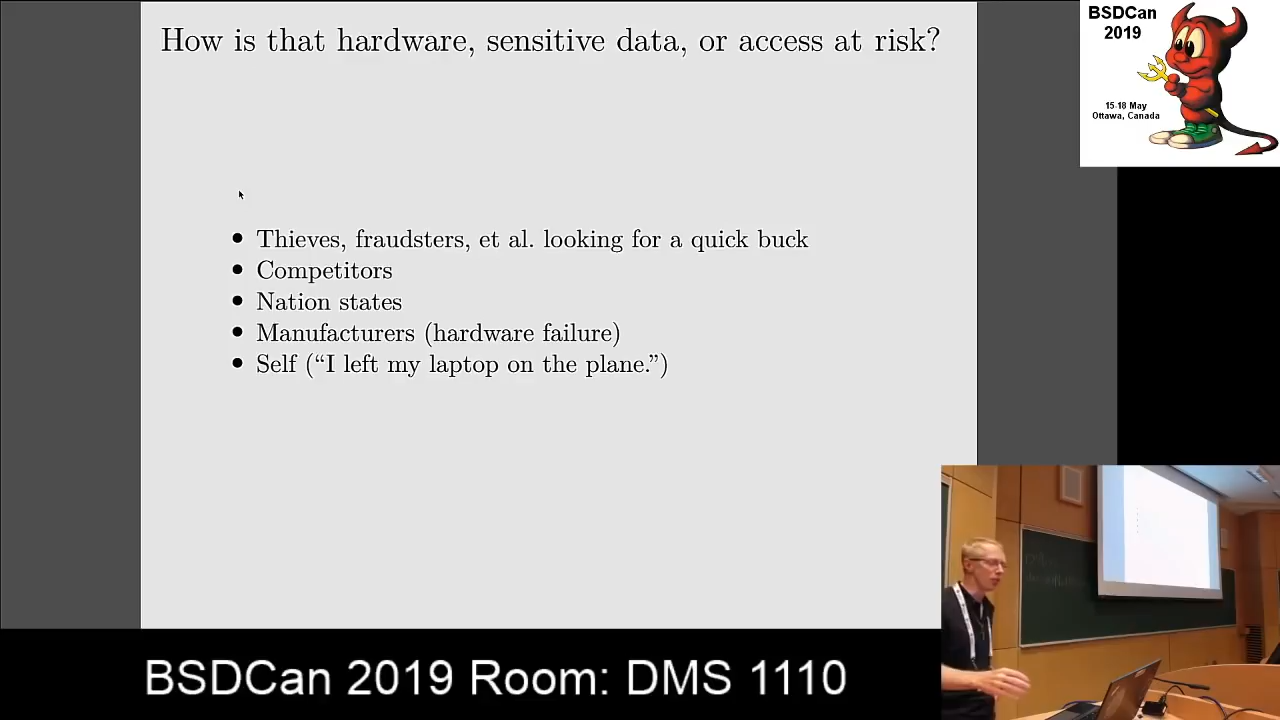 How is that hardware, sensitive data, or access at risk?
BSDCan
2019
15-18 May
Ottawa, Canada
• Thieves, fraudsters, et al. looking for a quick buck
• Competitors
• Nation states
• Manufacturers (hardware failure)
• Self (“I left my laptop on the plane.”)
BSDCan 2019 Room: DMS 1110